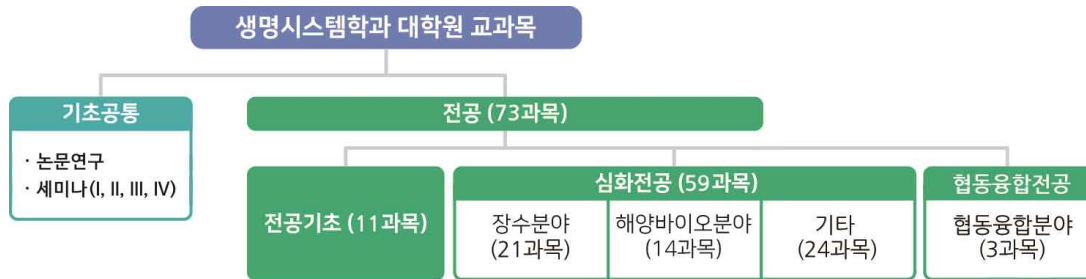 생명시스템학과 대학원 교과목
기초공통
· 논문연구
· 세미나(I, II, III, IV)
전공 (73과목)
전공기초 (11과목)
심화전공 (59과목)
장수분야
(21과목)
해양바이오분야
(14과목)
기타
(24과목)
협동융합전공
협동융합분야
(3과목)